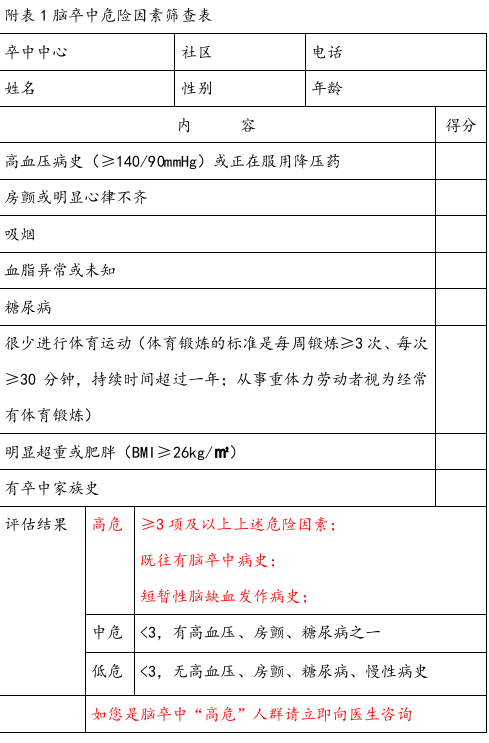 附表1脑卒中危险因素筛查表
卒中中心 社区 电话
姓名 性别 年龄
内 容 得分
高血压病史（≥140/90mmHg）或正在服用降压药
房颤或明显心律不齐
吸烟
血脂异常或未知
糖尿病
很少进行体育运动（体育锻炼的标准是每周锻炼≥3次、每次
≥30 分钟，持续时间超过一年；从事重体力劳动者视为经常
有体育锻炼）
明显超重或肥胖（BMI≥26kg/㎡）
有卒中家族史
评估结果 高危 ≥3项及以上上述危险因素；
既往有脑卒中病史；
短暂性脑缺血发作病史；
中危 <3，有高血压、房颤、糖尿病之一
低危 <3，无高血压、房颤、糖尿病、慢性病史
如您是脑卒中“高危”人群请立即向医生咨询